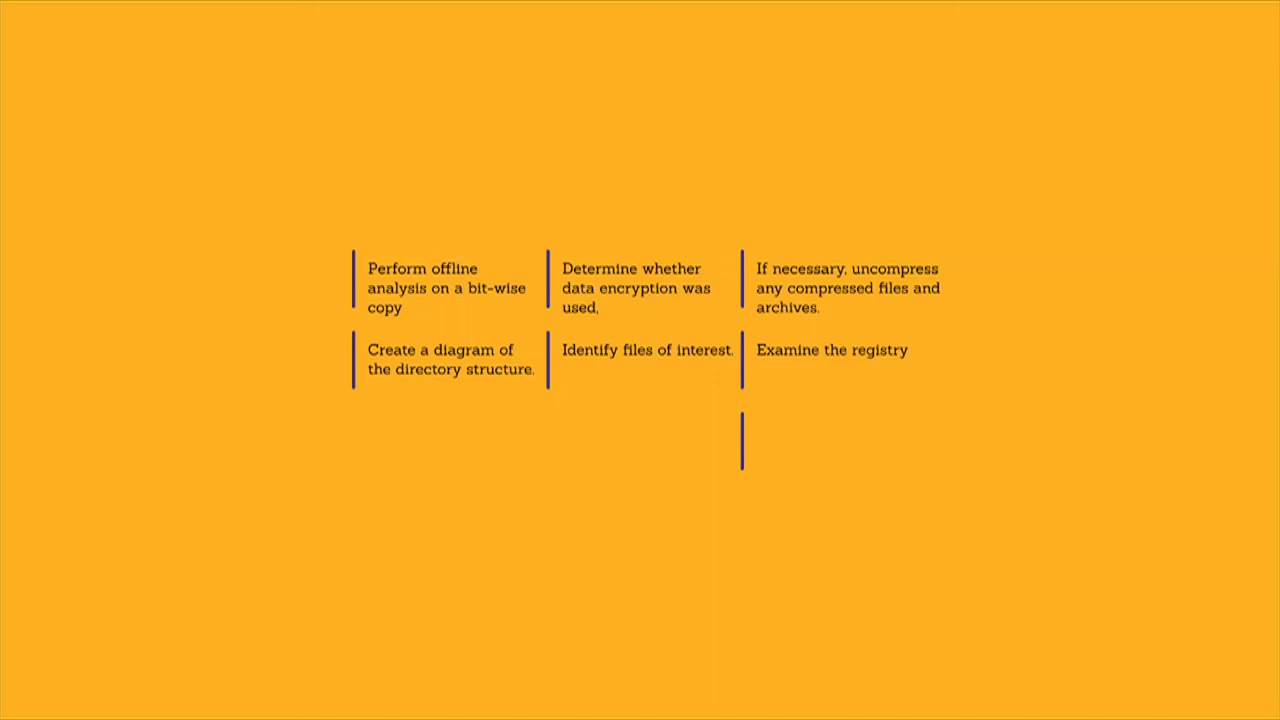 Perform offline
analysis on a bit-wise
copy
Determine whether
data encryption was
used,
If necessary, uncompress
any compressed files and
archives.
Create a diagram of
the directory structure.
Identify files of interest.
Examine the registry